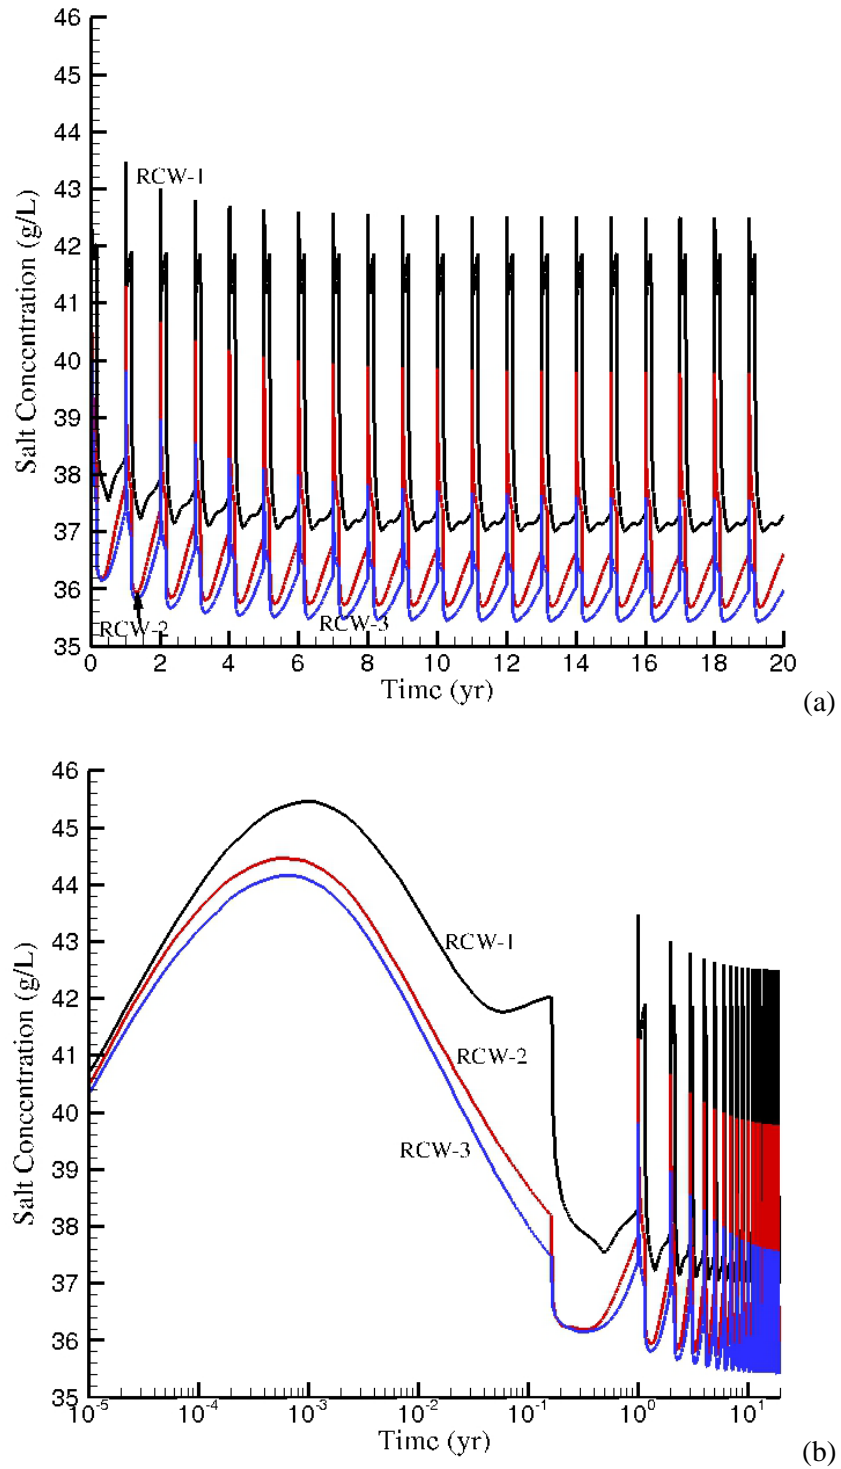 46
45
44
43
42
41
40
39
38
37
36
35
Salt Concentration (g/L)
RCW-1
RCW-2
RCW-3
0 2 4 6 8 10 12 14 16 18 20
Time (yr)
(a)
46
45
44
43
42
41
40
39
38
37
36
35
Salt Concentration (g/L)
RCW-1
RCW-2
RCW-3
10⁻⁵ 10⁻⁴ 10⁻³ 10⁻² 10⁻¹ 10⁰ 10¹
Time (yr)
(b)